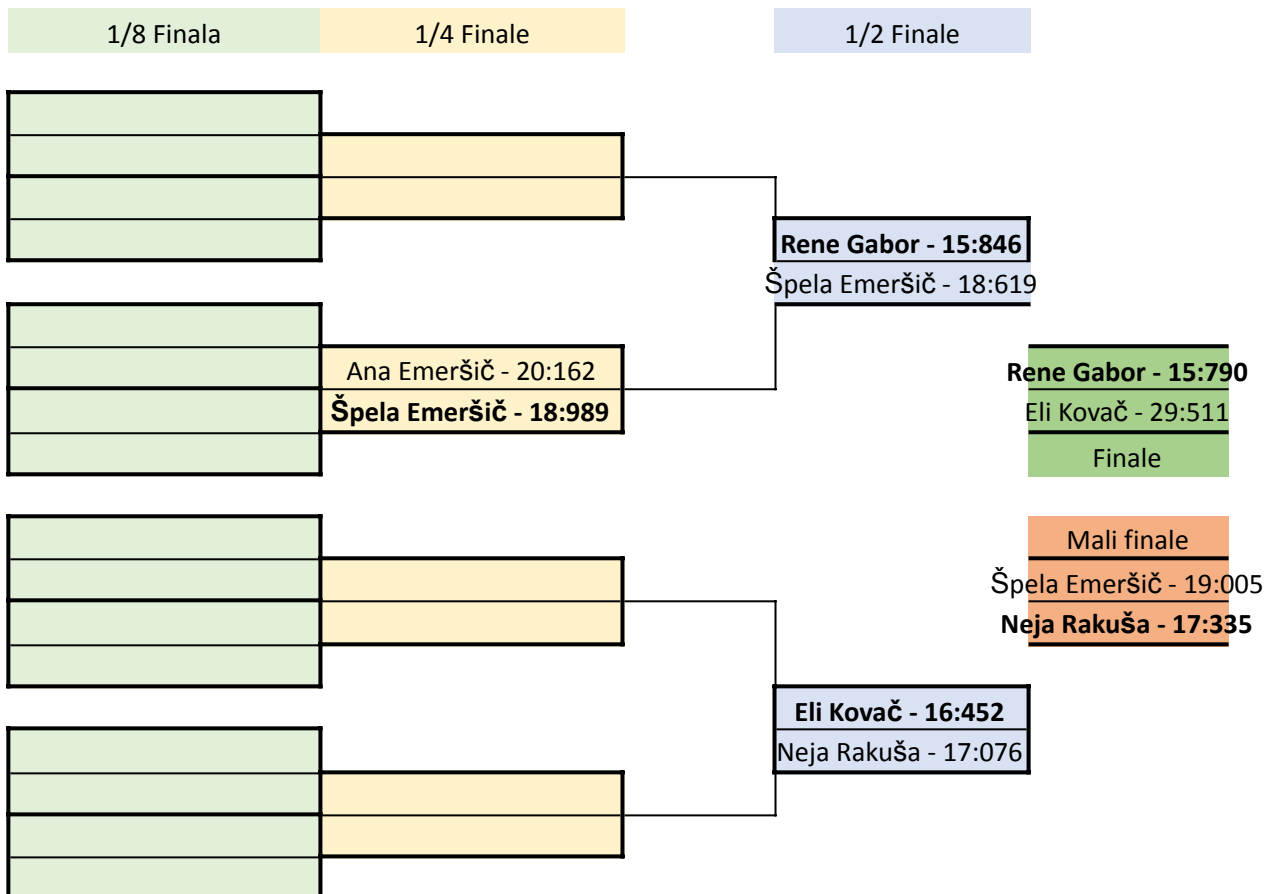 1/8 Finala
1/4 Finale
1/2 Finale
Rene Gabor - 15:846
Špela Emeršič - 18:619
Ana Emeršič - 20:162
Špela Emeršič - 18:989
Rene Gabor - 15:790
Eli Kovač - 29:511
Finale
Mali finale
Špela Emeršič - 19:005
Neja Rakuša - 17:335
Eli Kovač - 16:452
Neja Rakuša - 17:076